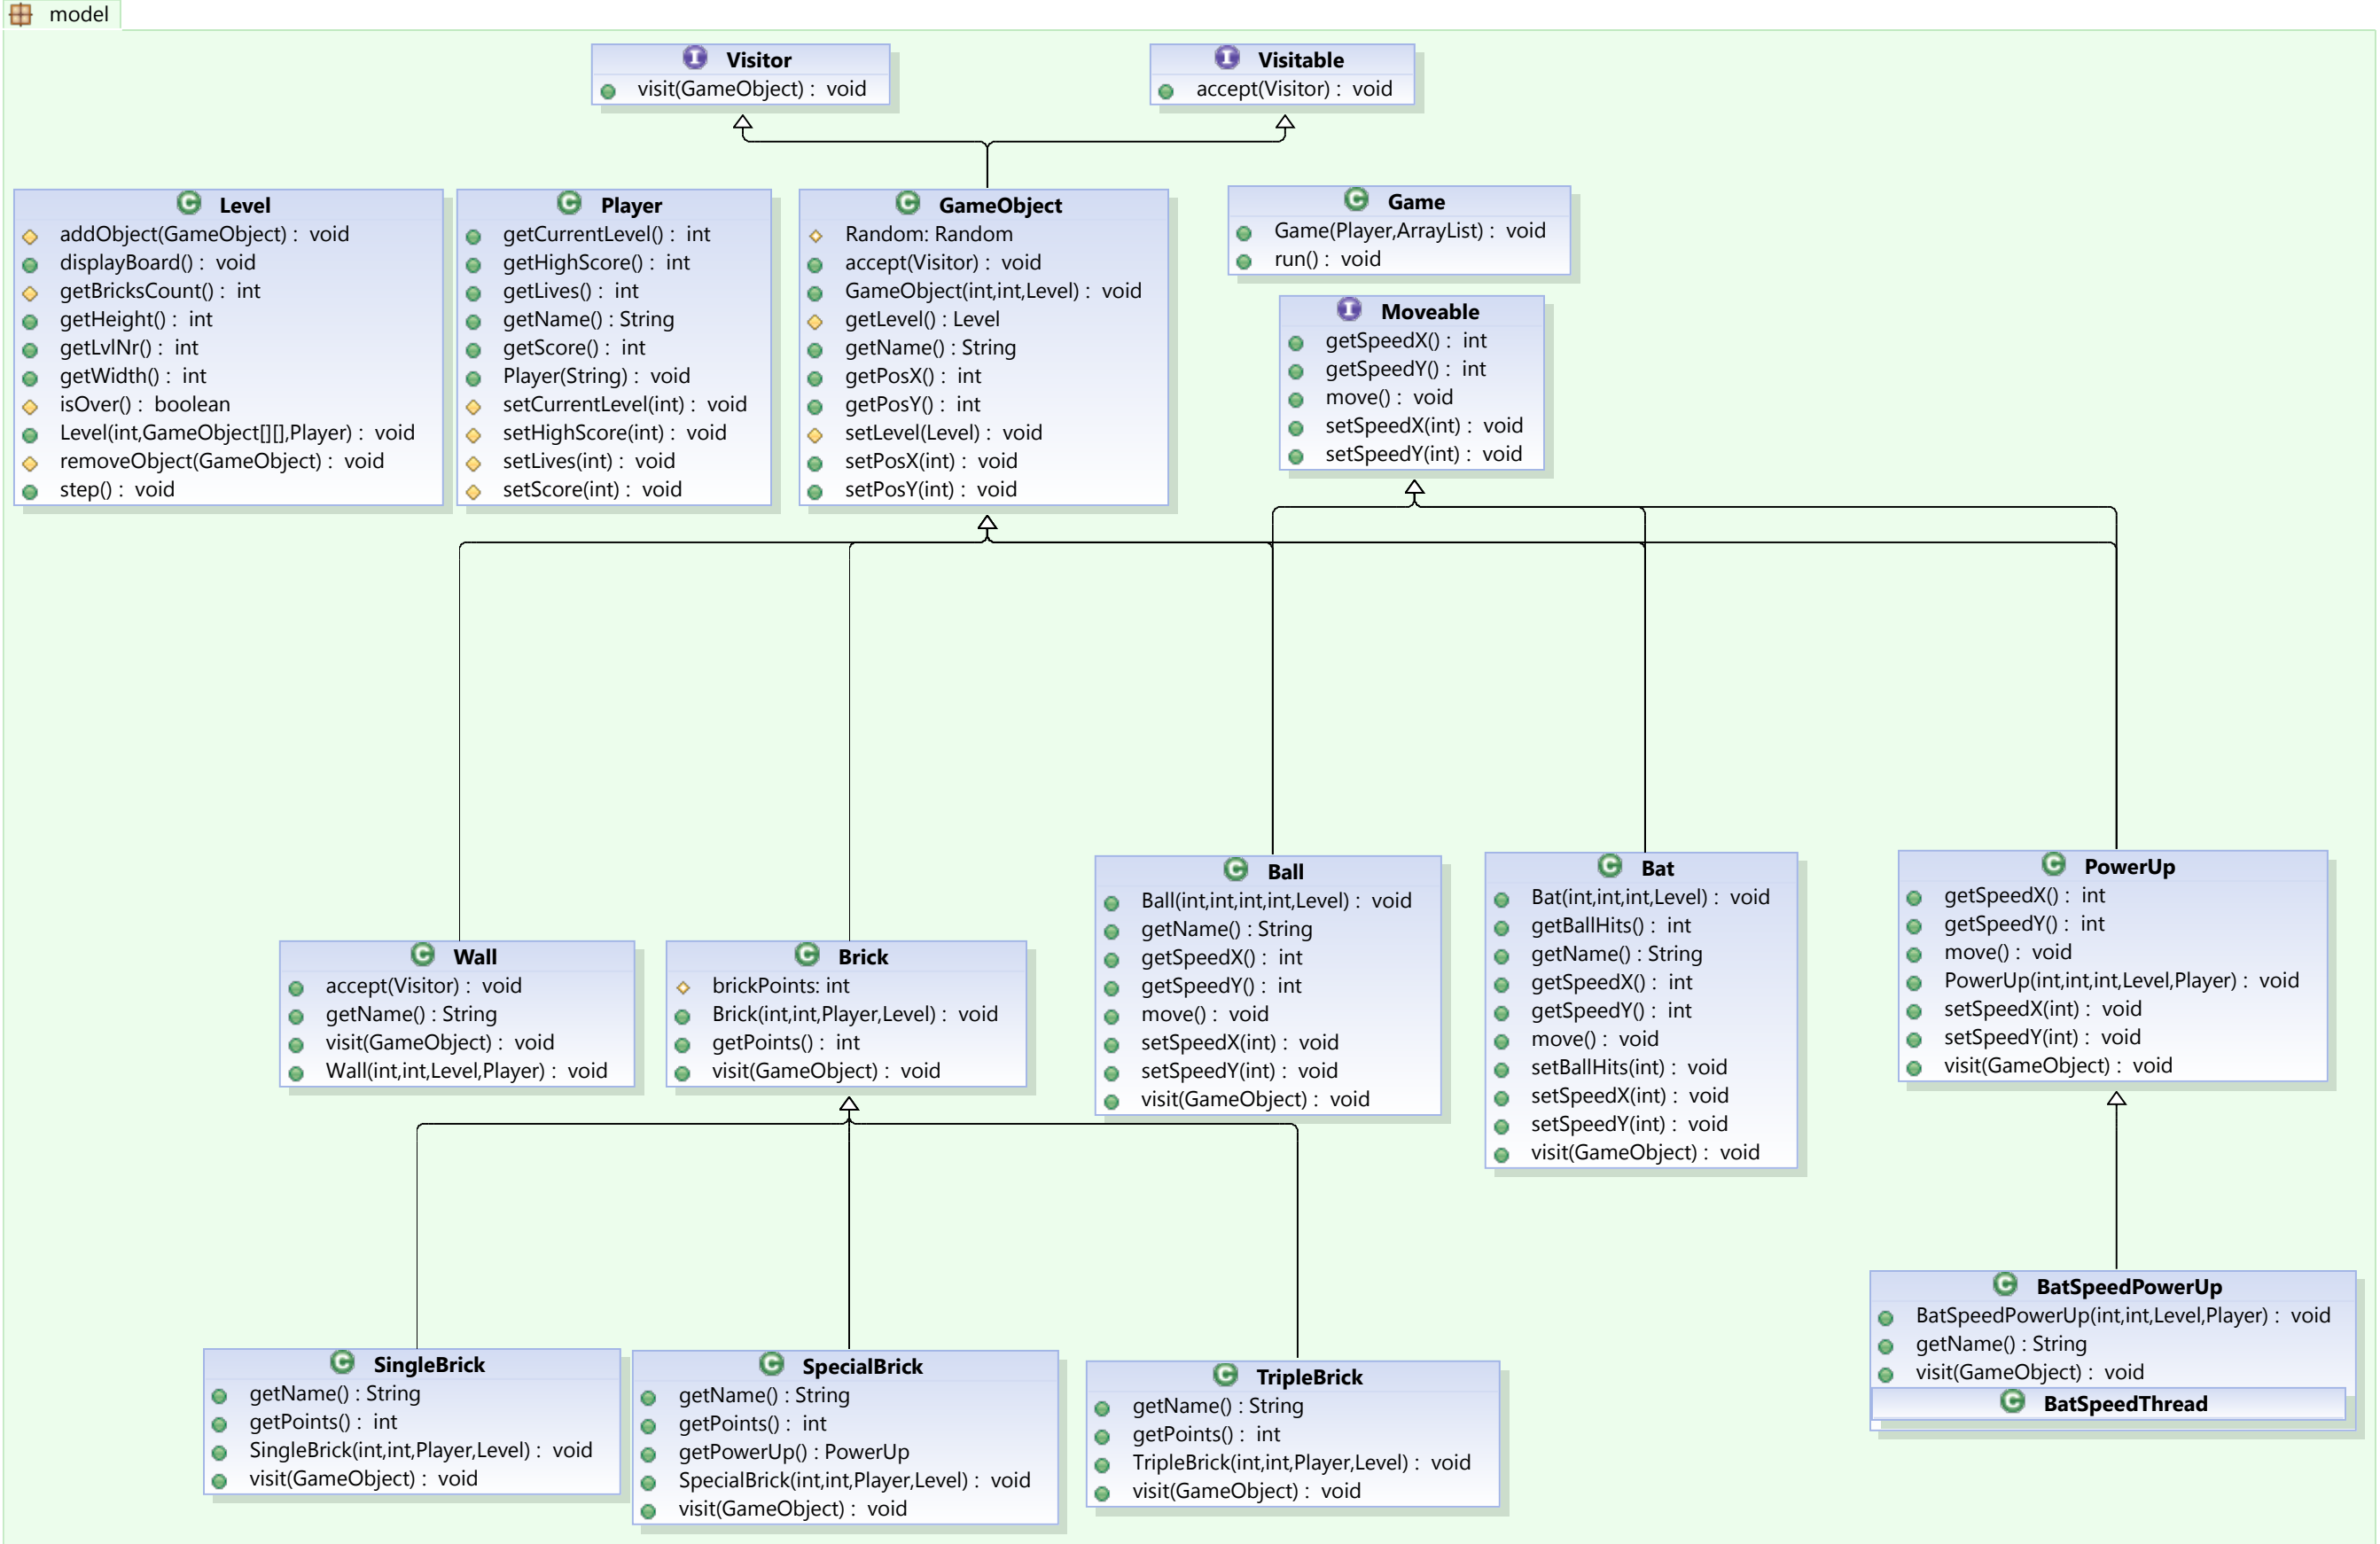 model
Visitor
visit(GameObject) : void
Visitable
accept(Visitor) : void
Level
addObject(GameObject) : void
displayBoard() : void
getBricksCount() : int
getHeight() : int
getLvlNr() : int
getWidth() : int
isOver() : boolean
Level(int,GameObject[][],Player) : void
removeObject(GameObject) : void
step() : void
Player
getCurrentLevel() : int
getHighScore() : int
getLives() : int
getName() : String
getScore() : int
Player(String) : void
setCurrentLevel(int) : void
setHighScore(int) : void
setLives(int) : void
setScore(int) : void
GameObject
Random: Random
accept(Visitor) : void
GameObject(int,int,Level) : void
getLevel() : Level
getName() : String
getPosX() : int
getPosY() : int
setLevel(Level) : void
setPosX(int) : void
setPosY(int) : void
Game
Game(Player,ArrayList) : void
run() : void
Moveable
getSpeedX() : int
getSpeedY() : int
move() : void
setSpeedX(int) : void
setSpeedY(int) : void
Wall
accept(Visitor) : void
getName() : String
visit(GameObject) : void
Wall(int,int,Level,Player) : void
Brick
brickPoints: int
Brick(int,int,Player,Level) : void
getPoints() : int
visit(GameObject) : void
Ball
Ball(int,int,int,int,Level) : void
getName() : String
getSpeedX() : int
getSpeedY() : int
move() : void
setSpeedX(int) : void
setSpeedY(int) : void
visit(GameObject) : void
Bat
Bat(int,int,int,Level) : void
getBallHits() : int
getName() : String
getSpeedX() : int
getSpeedY() : int
move() : void
setBallHits(int) : void
setSpeedX(int) : void
setSpeedY(int) : void
visit(GameObject) : void
PowerUp
getSpeedX() : int
getSpeedY() : int
move() : void
PowerUp(int,int,int,Level,Player) : void
setSpeedX(int) : void
setSpeedY(int) : void
visit(GameObject) : void
SingleBrick
getName() : String
getPoints() : int
SingleBrick(int,int,Player,Level) : void
visit(GameObject) : void
SpecialBrick
getName() : String
getPoints() : int
getPowerUp() : PowerUp
SpecialBrick(int,int,Player,Level) : void
visit(GameObject) : void
TripleBrick
getName() : String
getPoints() : int
TripleBrick(int,int,Player,Level) : void
visit(GameObject) : void
BatSpeedPowerUp
BatSpeedPowerUp(int,int,Level,Player) : void
getName() : String
visit(GameObject) : void
BatSpeedThread